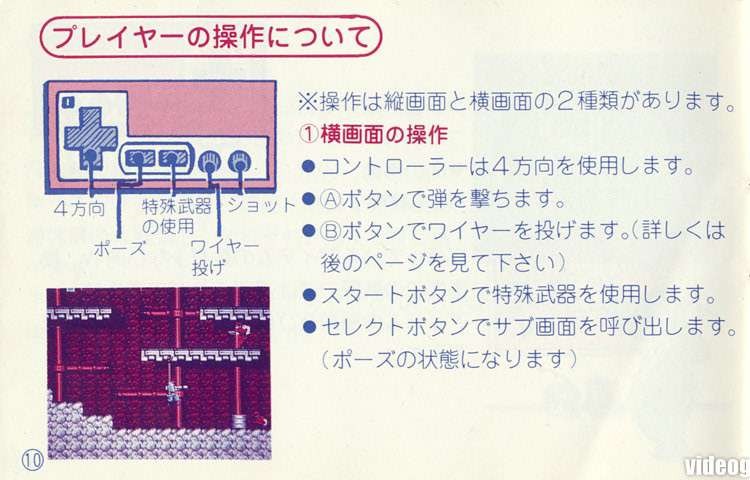 プレイヤーの操作について
4方向
ポーズ
特殊武器
の使用
ワイヤー
投げ
ショット
※操作は縦画面と横画面の2種類があります。
①横画面の操作
●コントローラーは4方向を使用します。
●Ⓐボタンで弾を撃ちます。
●Ⓑボタンでワイヤーを投げます。(詳しくは
後のページを見て下さい)
●スタートボタンで特殊武器を使用します。
●セレクトボタンでサブ画面を呼び出します。
(ポーズの状態になります)
⑩
videog